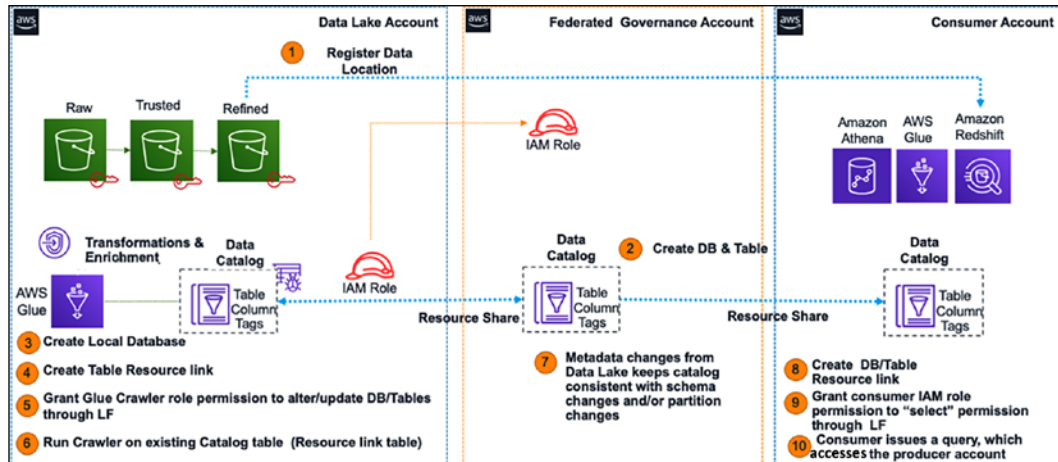 aws
Data Lake Account
aws
Federated Governance Account
aws
Consumer Account
1
Register Data
Location
Raw
Trusted
Refined
IAM Role
Amazon
Athena
AWS
Glue
Amazon
Redshift
Transformations &
Enrichment
Data
Catalog
AWS
Glue
Table
Column
Tags
IAM Role
Resource Share
Data
Catalog
Table
Column
Tags
2
Create DB & Table
Resource Share
Data
Catalog
Table
Column
Tags
3
Create Local Database
4
Create Table Resource link
5
Grant Glue Crawler role permission to alter/update DB/Tables
through LF
6
Run Crawler on existing Catalog table (Resource link table)
7
Metadata changes from
Data Lake keeps catalog
consistent with schema
changes and/or partition
changes
8
Create DB/Table
Resource link
9
Grant consumer IAM role
permission to “select” permission
through LF
10
Consumer issues a query, which
accesses the producer account